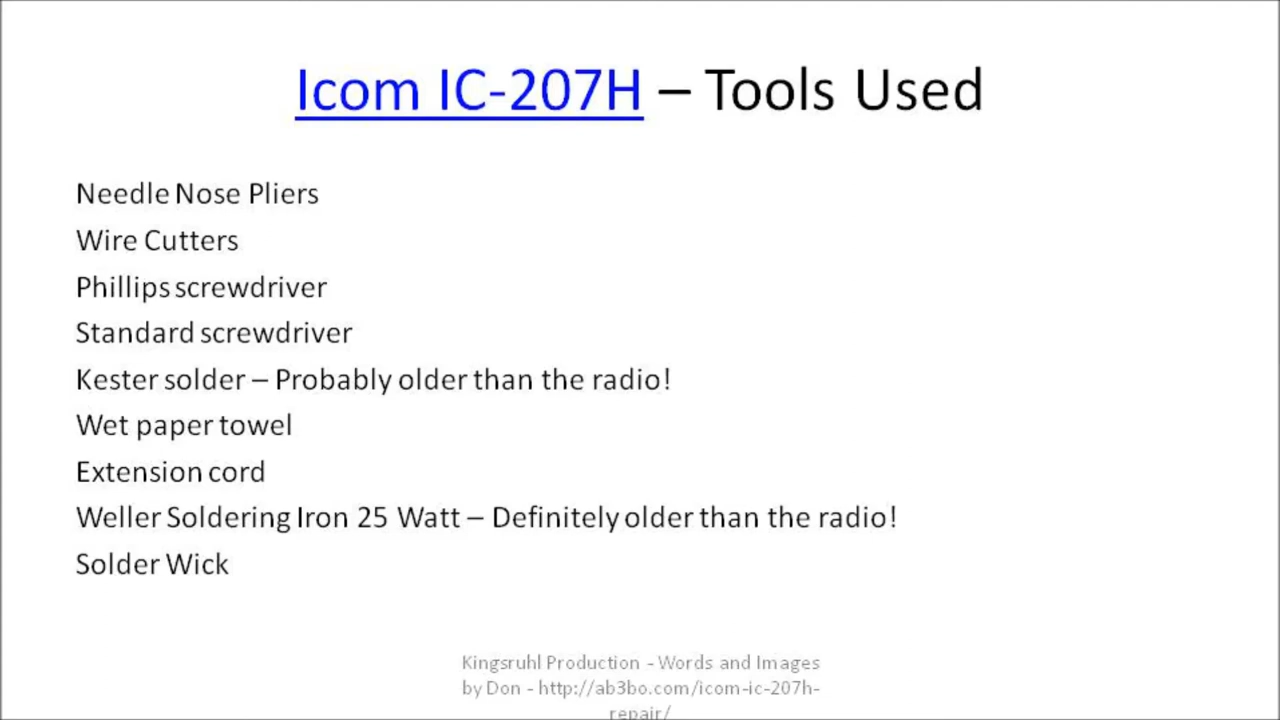 Icom IC-207H – Tools Used
Needle Nose Pliers
Wire Cutters
Phillips screwdriver
Standard screwdriver
Kester solder – Probably older than the radio!
Wet paper towel
Extension cord
Weller Soldering Iron 25 Watt – Definitely older than the radio!
Solder Wick
Kingsruhl Production - Words and Images
by Don - http://ab3bo.com/icom-ic-207h-
repair/